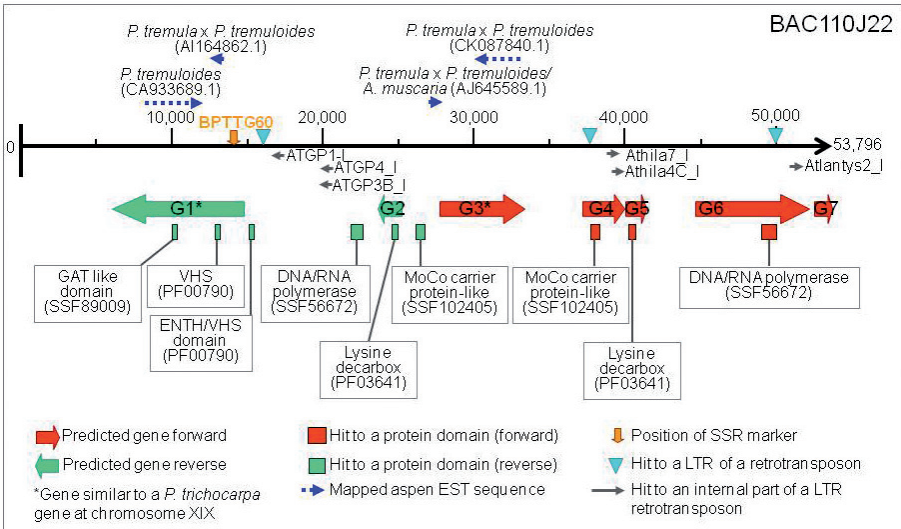 BAC110J22
P. tremula x P. tremuloides
(AI164862.1)
P. tremuloides
(CA933689.1)
P. tremula x P. tremuloides
(CK087840.1)
P. tremula x P. tremuloides/
A. muscaria (AJ645589.1)
10,000
BPTTG60
20,000
30,000
40,000
50,000
0
53,796
ATGP1-I
ATGP4_I
ATGP3B_I
Athila7_I
Athila4C_I
Atlantys2_I
G1*
G2
G3*
G4
G5
G6
G7
GAT like
domain
(SSF89009)
VHS
(PF00790)
ENTH/VHS
domain
(PF00790)
DNA/RNA
polymerase
(SSF56672)
Lysine
decarbox
(PF03641)
MoCo carrier
protein-like
(SSF102405)
MoCo carrier
protein-like
(SSF102405)
Lysine
decarbox
(PF03641)
DNA/RNA polymerase
(SSF56672)
Predicted gene forward
Predicted gene reverse
*Gene similar to a P. trichocarpa
gene at chromosome XIX
Hit to a protein domain (forward)
Hit to a protein domain (reverse)
Mapped aspen EST sequence
Position of SSR marker
Hit to a LTR of a retrotransposon
Hit to an internal part of a LTR
retrotransposon